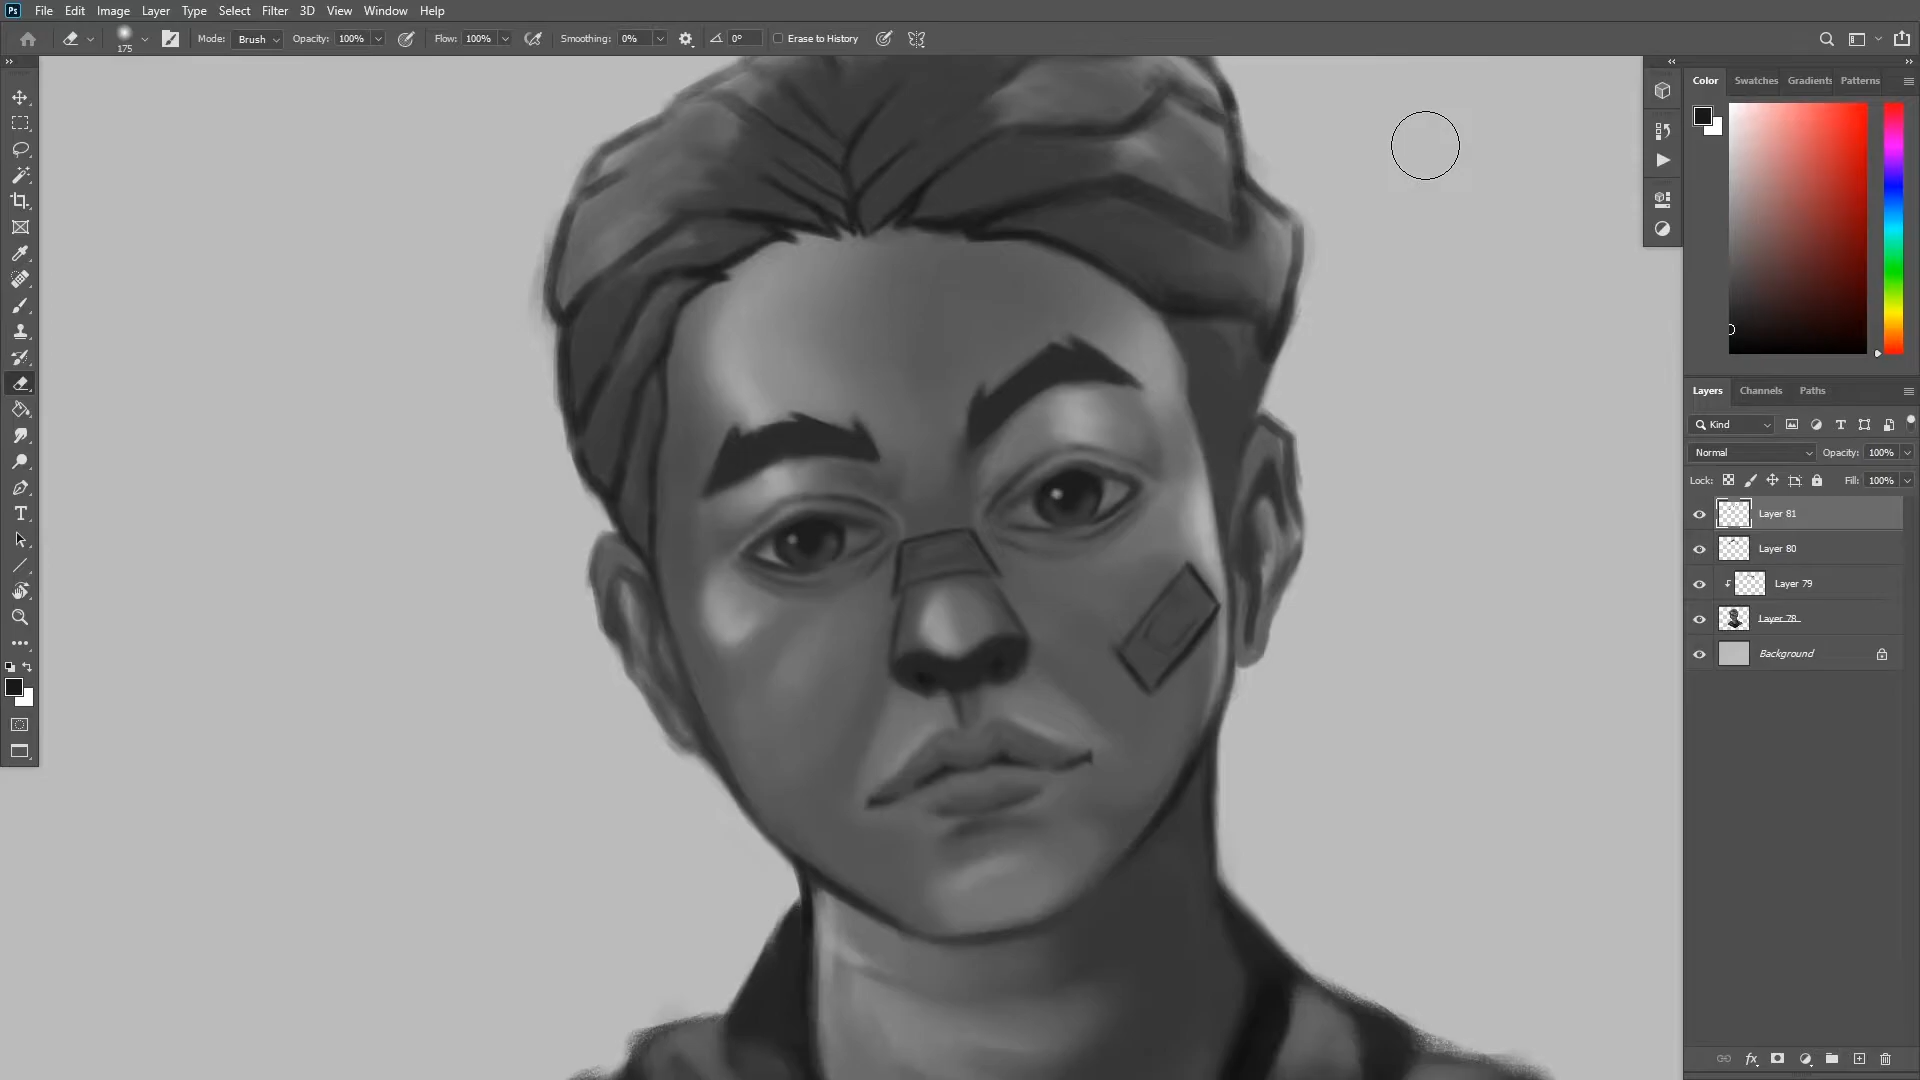 Ps File Edit Image Layer Type Select Filter 3D View Window Help
175 Mode: Brush Opacity: 100% Flow: 100% Smoothing: 0% 0° Erase to History
Color Swatches Gradients Patterns
Layers Channels Paths
Kind
Normal Opacity: 100%
Lock: Fill: 100%
Layer 81
Layer 80
Layer 79
Layer 78
Background